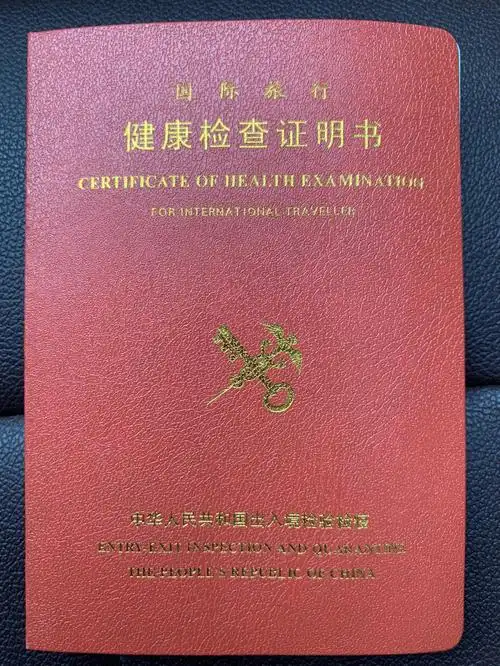 国际旅行
健康检查证明书
CERTIFICATE OF HEALTH EXAMINATION
FOR INTERNATIONAL TRAVELLER
中华人民共和国出入境检验检疫
ENTRY-EXIT INSPECTION AND QUARANTINE
THE PEOPLE'S REPUBLIC OF CHINA